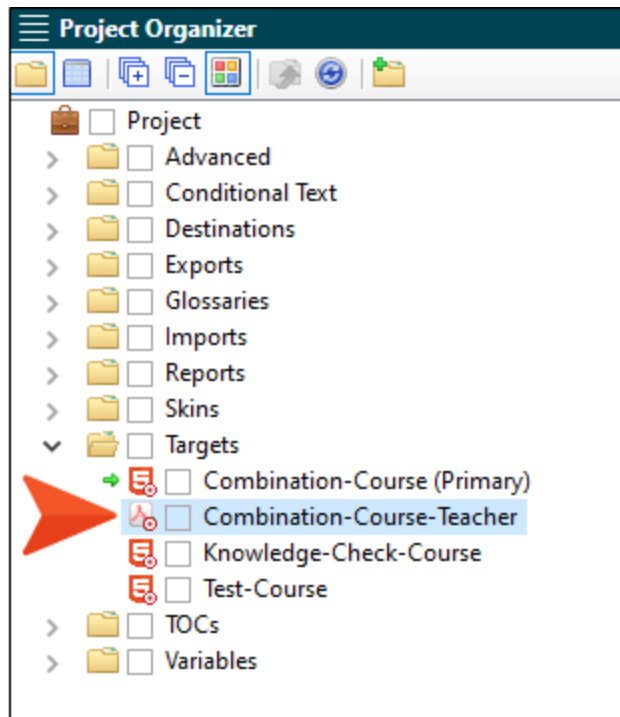 Project Organizer
Project
Advanced
Conditional Text
Destinations
Exports
Glossaries
Imports
Reports
Skins
Targets
Combination-Course (Primary)
Combination-Course-Teacher
Knowledge-Check-Course
Test-Course
TOCs
Variables